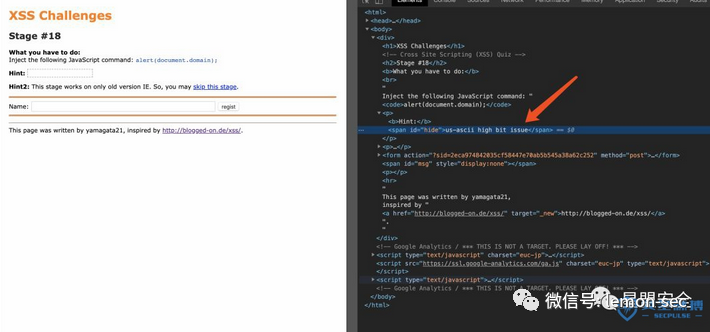 XSS Challenges
Stage #18
What you have to do:
Inject the following JavaScript command: alert(document.domain);
Hint:
Hint2: This stage works on only old version IE. So, you may skip this stage.
Name: regist
This page was written by yamagata21, inspired by http://blogged-on.de/xss/.
Elements
<html>
▶<head>…</head>
▼<body>
▼<div>
<h1>XSS Challenges</h1>
<!-- Cross Site Scripting (XSS) Quiz -->
<h2>Stage #18</h2>
<b>What you have to do:</b>
<br>
"
Inject the following JavaScript command: "
<code>alert(document.domain);</code>
▼<p>
<b>Hint:</b>
<span id="hide">us-ascii high bit issue</span> == $0
</p>
▶<p>…</p>
▶<form action="?sid=2eca974842035cf58447e70ab5b545a38a62c252" method="post">…</form>
<span id="msg" style="display:none"></span>
<p></p>
<hr>
"
This page was written by yamagata21,
inspired by "
<a href="http://blogged-on.de/xss/" target="_new">http://blogged-on.de/xss/</a>
".
"
</div>
<!-- Google Analytics / *** THIS IS NOT A TARGET. PLEASE LAY OFF! *** -->
▶<script type="text/javascript" charset="euc-jp">…</script>
<script src="https://ssl.google-analytics.com/ga.js" charset="euc-jp" type="text/javascript">
</script>
▶<script type="text/javascript">…</script>
<!-- Google Analytics / *** THIS IS NOT A TARGET. PLEASE LAY OFF! *** -->
</body>
</html>
微信号: lemon-sec
SECPULSE